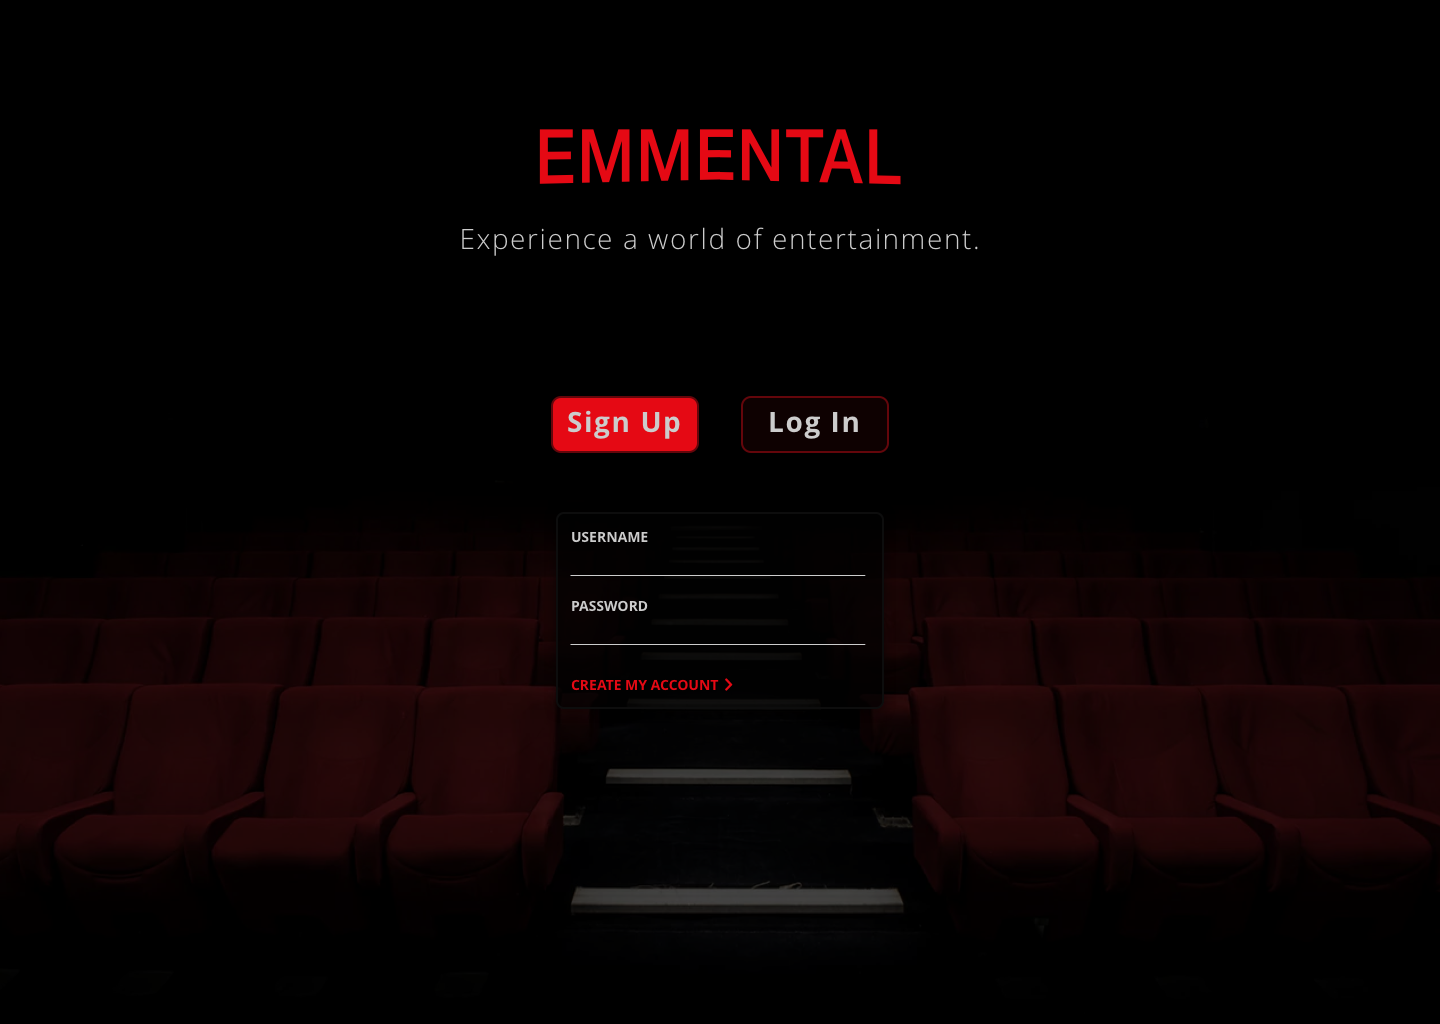 EMMENTAL
Experience a world of entertainment.
Sign Up
Log In
USERNAME
PASSWORD
CREATE MY ACCOUNT